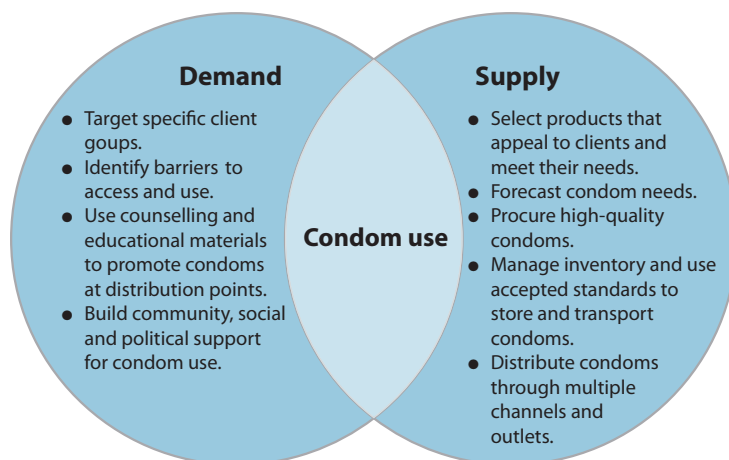 Demand
● Target specific client
goups.
● Identify barriers to
access and use.
● Use counselling and
educational materials
to promote condoms
at distribution points.
● Build community, social
and political support
for condom use.
Condom use
Supply
● Select products that
appeal to clients and
meet their needs.
● Forecast condom needs.
● Procure high-quality
condoms.
● Manage inventory and use
accepted standards to
store and transport
condoms.
● Distribute condoms
through multiple
channels and
outlets.